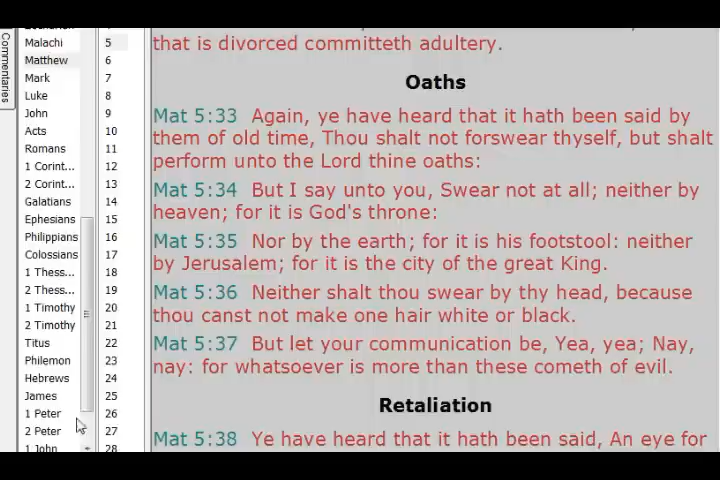 Commentaries
Malachi
Matthew
Mark
Luke
John
Acts
Romans
1 Corint...
2 Corint...
Galatians
Ephesians
Philippians
Colossians
1 Thess...
2 Thess...
1 Timothy
2 Timothy
Titus
Philemon
Hebrews
James
1 Peter
2 Peter
1 John
5
6
7
8
9
10
11
12
13
14
15
16
17
18
19
20
21
22
23
24
25
26
27
28
that is divorced committeth adultery.
Oaths
Mat 5:33 Again, ye have heard that it hath been said by
them of old time, Thou shalt not forswear thyself, but shalt
perform unto the Lord thine oaths:
Mat 5:34 But I say unto you, Swear not at all; neither by
heaven; for it is God's throne:
Mat 5:35 Nor by the earth; for it is his footstool: neither
by Jerusalem; for it is the city of the great King.
Mat 5:36 Neither shalt thou swear by thy head, because
thou canst not make one hair white or black.
Mat 5:37 But let your communication be, Yea, yea; Nay,
nay: for whatsoever is more than these cometh of evil.
Retaliation
Mat 5:38 Ye have heard that it hath been said, An eye for